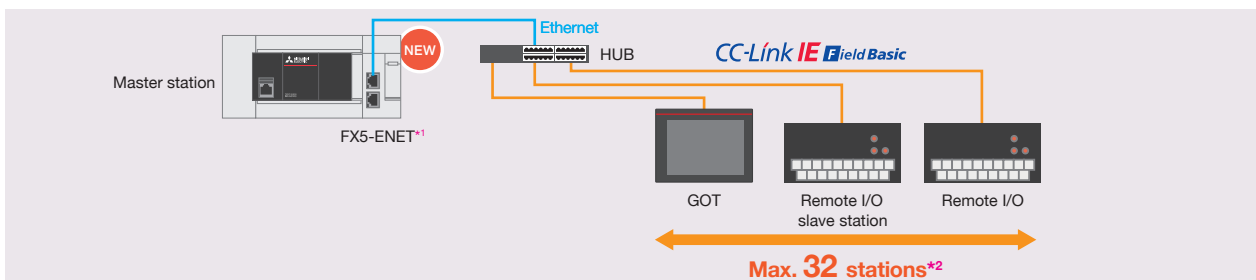 Ethernet
NEW
HUB
CC-Link IE Field Basic
Master station
FX5-ENET*1
GOT
Remote I/O
slave station
Remote I/O
Max. 32 stations*2